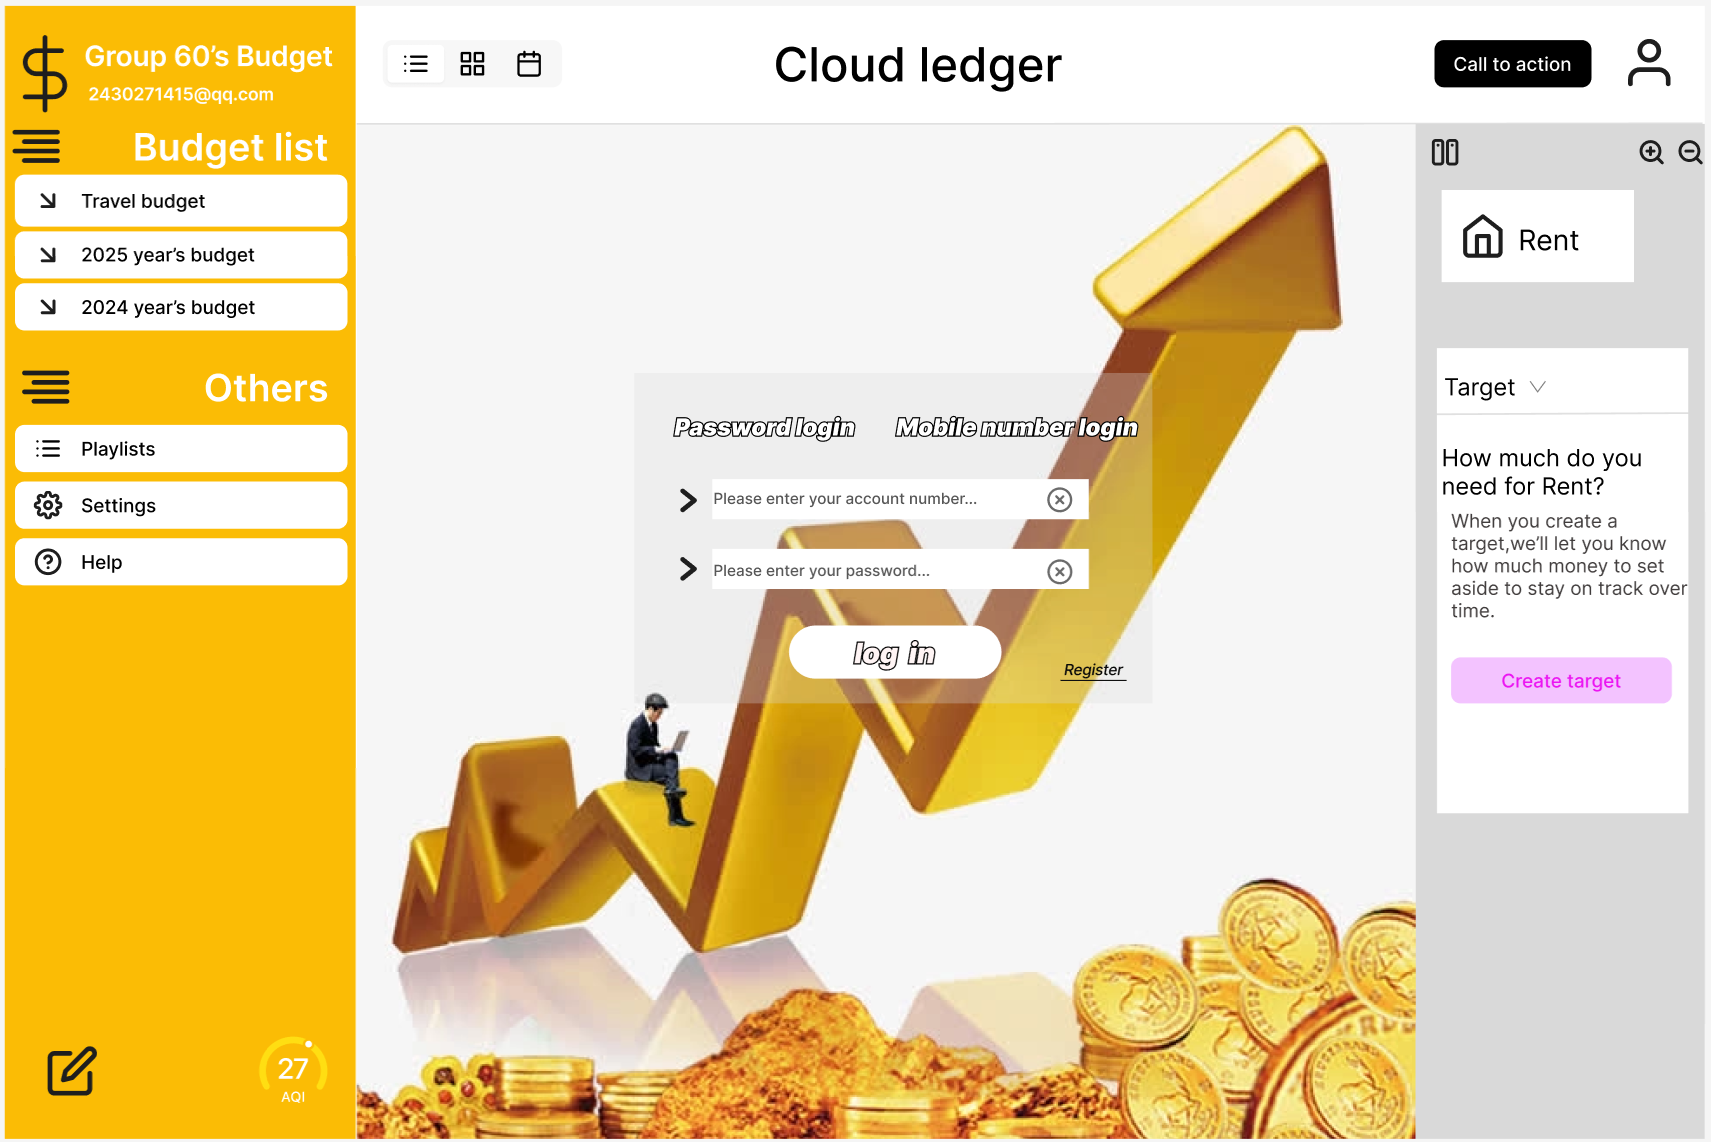 Group 60’s Budget
2430271415@qq.com
Budget list
Travel budget
2025 year’s budget
2024 year’s budget
Others
Playlists
Settings
Help
27
AQI
Cloud ledger
Call to action
Password login
Mobile number login
Please enter your account number...
Please enter your password...
log in
Register
Rent
Target
How much do you
need for Rent?
When you create a
target,we’ll let you know
how much money to set
aside to stay on track over
time.
Create target